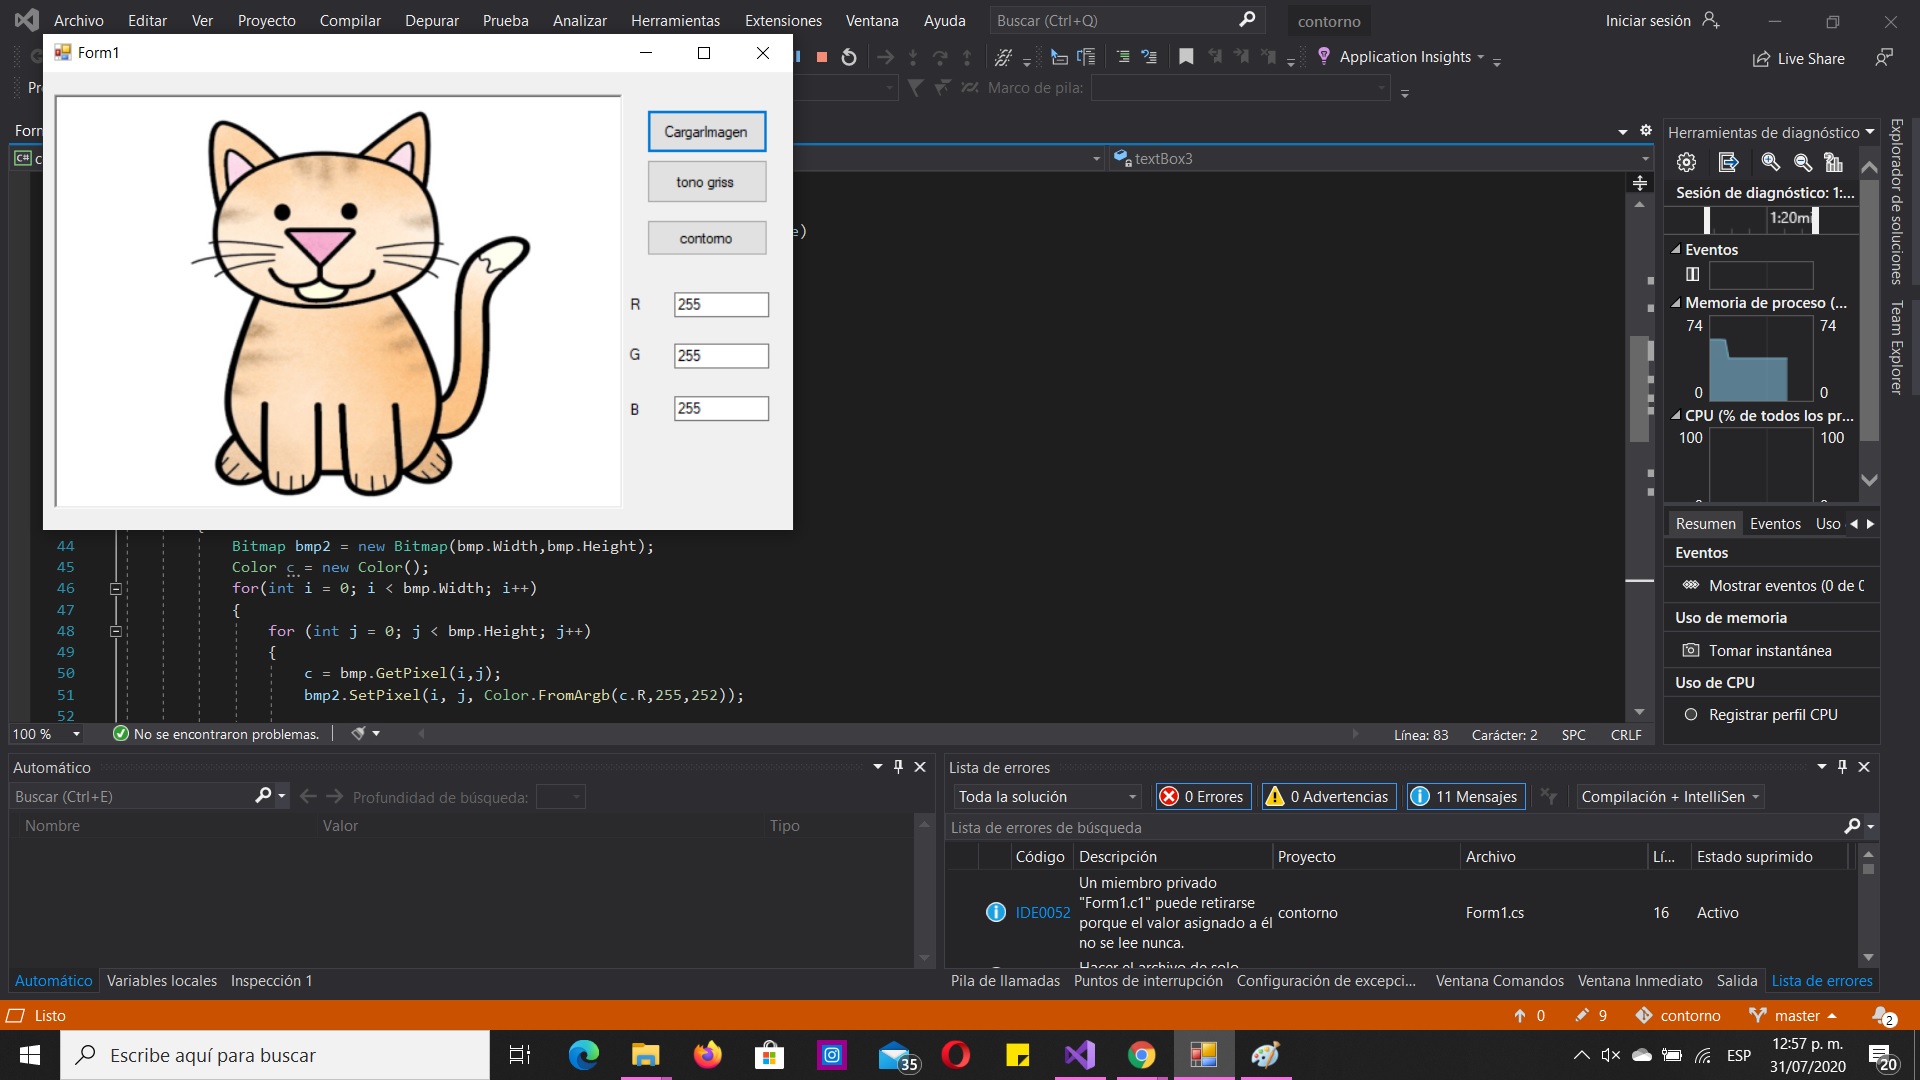 Archivo Editar Ver Proyecto Compilar Depurar Prueba Analizar Herramientas Extensiones Ventana Ayuda Buscar (Ctrl+Q) contorno Iniciar sesión
Form1
Application Insights Live Share
Pr Marco de pila:
CargarImagen
tono griss
contorno
R 255
G 255
B 255
Form
C# c textBox3
e)
44 Bitmap bmp2 = new Bitmap(bmp.Width,bmp.Height);
45 Color c = new Color();
46 for(int i = 0; i < bmp.Width; i++)
47 {
48 for (int j = 0; j < bmp.Height; j++)
49 {
50 c = bmp.GetPixel(i,j);
51 bmp2.SetPixel(i, j, Color.FromArgb(c.R,255,252));
52
100 % No se encontraron problemas. Línea: 83 Carácter: 2 SPC CRLF
Herramientas de diagnóstico
Sesión de diagnóstico: 1:...
1:20mi
Eventos
Memoria de proceso (...
74 74
0 0
CPU (% de todos los pr...
100 100
Resumen Eventos Uso
Eventos
Mostrar eventos (0 de 0
Uso de memoria
Tomar instantánea
Uso de CPU
Registrar perfil CPU
Explorador de soluciones
Team Explorer
Automático
Buscar (Ctrl+E) Profundidad de búsqueda:
Nombre Valor Tipo
Automático Variables locales Inspección 1
Lista de errores
Toda la solución 0 Errores 0 Advertencias 11 Mensajes Compilación + IntelliSen
Lista de errores de búsqueda
Código Descripción Proyecto Archivo Lí... Estado suprimido
IDE0052 Un miembro privado "Form1.c1" puede retirarse porque el valor asignado a él no se lee nunca. contorno Form1.cs 16 Activo
Hacer el archivo de solo
Pila de llamadas Puntos de interrupción Configuración de excepci... Ventana Comandos Ventana Inmediato Salida Lista de errores
Listo 0 9 contorno master 2
Escribe aquí para buscar 35 ESP 12:57 p. m. 20
31/07/2020